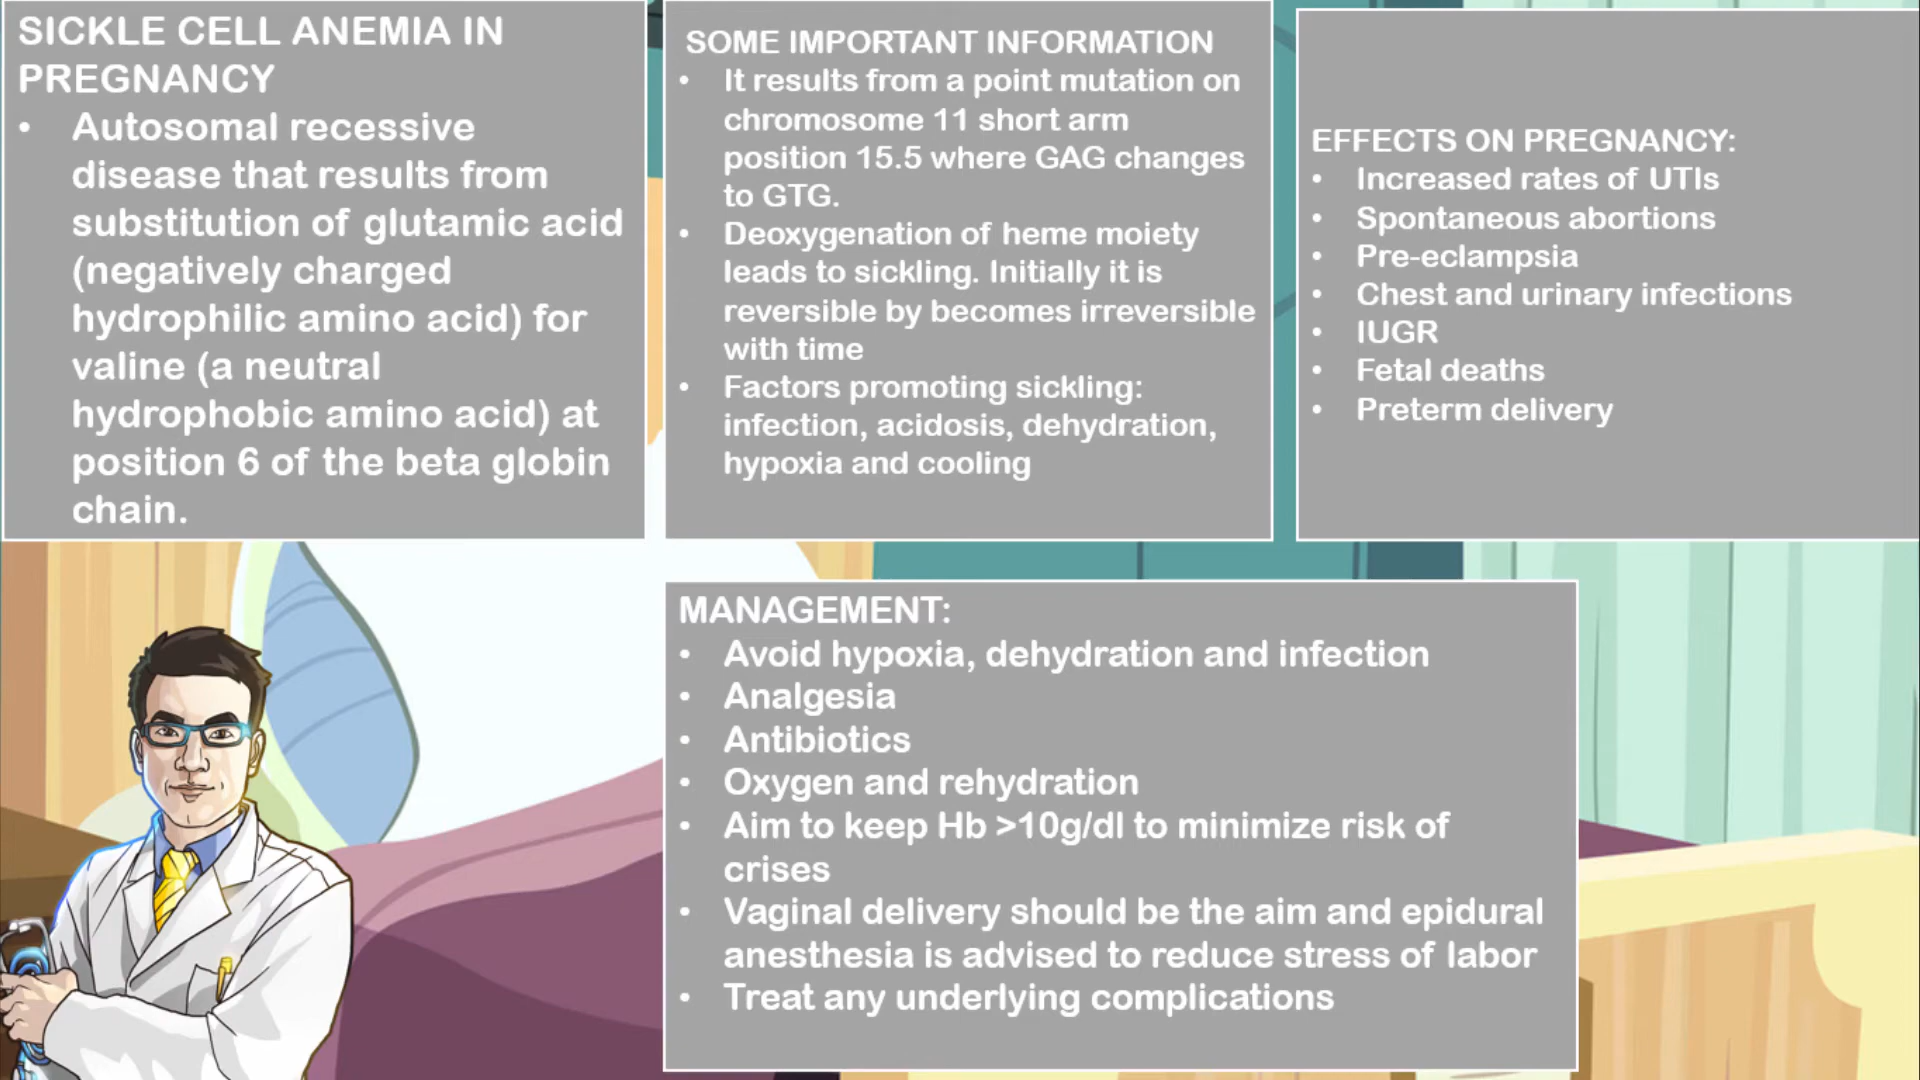 SICKLE CELL ANEMIA IN
PREGNANCY
• Autosomal recessive
disease that results from
substitution of glutamic acid
(negatively charged
hydrophilic amino acid) for
valine (a neutral
hydrophobic amino acid) at
position 6 of the beta globin
chain.
SOME IMPORTANT INFORMATION
• It results from a point mutation on
chromosome 11 short arm
position 15.5 where GAG changes
to GTG.
• Deoxygenation of heme moiety
leads to sickling. Initially it is
reversible by becomes irreversible
with time
• Factors promoting sickling:
infection, acidosis, dehydration,
hypoxia and cooling
EFFECTS ON PREGNANCY:
• Increased rates of UTIs
• Spontaneous abortions
• Pre-eclampsia
• Chest and urinary infections
• IUGR
• Fetal deaths
• Preterm delivery
MANAGEMENT:
• Avoid hypoxia, dehydration and infection
• Analgesia
• Antibiotics
• Oxygen and rehydration
• Aim to keep Hb >10g/dl to minimize risk of
crises
• Vaginal delivery should be the aim and epidural
anesthesia is advised to reduce stress of labor
• Treat any underlying complications